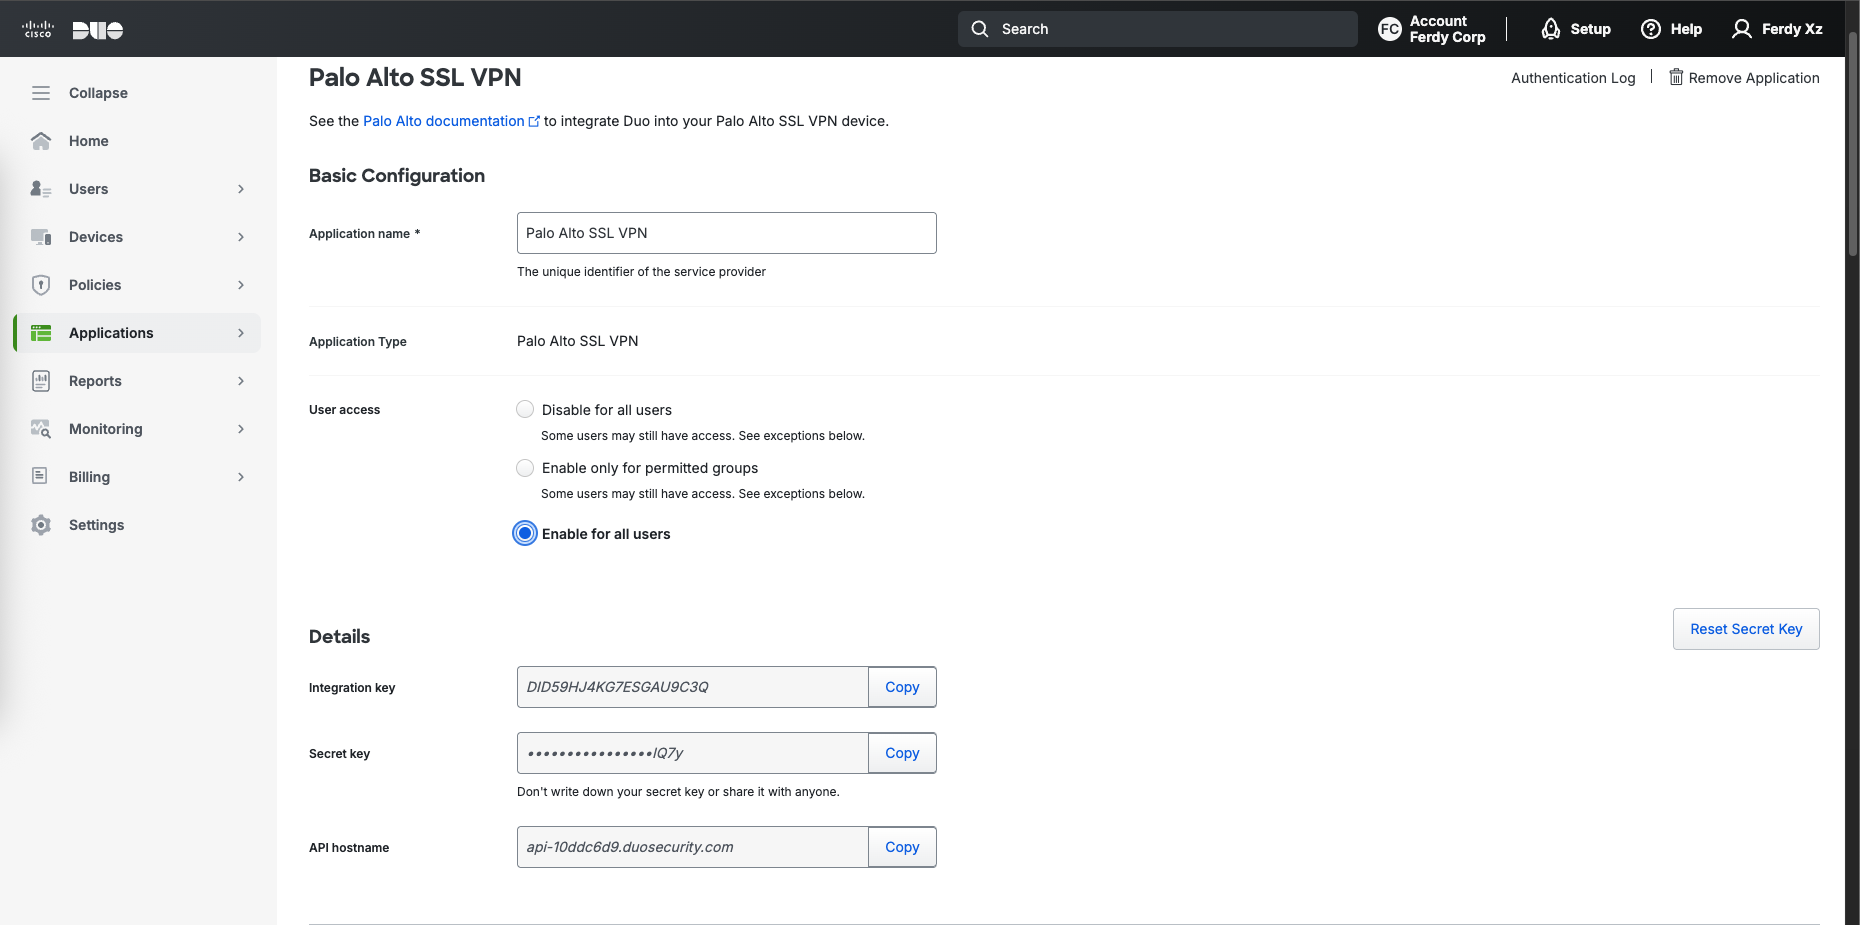 CISCO DUO
Search
FC Account
Ferdy Corp
Setup
Help
Ferdy Xz
Collapse
Home
Users
Devices
Policies
Applications
Reports
Monitoring
Billing
Settings
Palo Alto SSL VPN
Authentication Log
Remove Application
See the Palo Alto documentation to integrate Duo into your Palo Alto SSL VPN device.
Basic Configuration
Application name *
Palo Alto SSL VPN
The unique identifier of the service provider
Application Type
Palo Alto SSL VPN
User access
Disable for all users
Some users may still have access. See exceptions below.
Enable only for permitted groups
Some users may still have access. See exceptions below.
Enable for all users
Details
Reset Secret Key
Integration key
DID59HJ4KG7ESGAU9C3Q
Copy
Secret key
••••••••••••••••IQ7y
Copy
Don't write down your secret key or share it with anyone.
API hostname
api-10ddc6d9.duosecurity.com
Copy